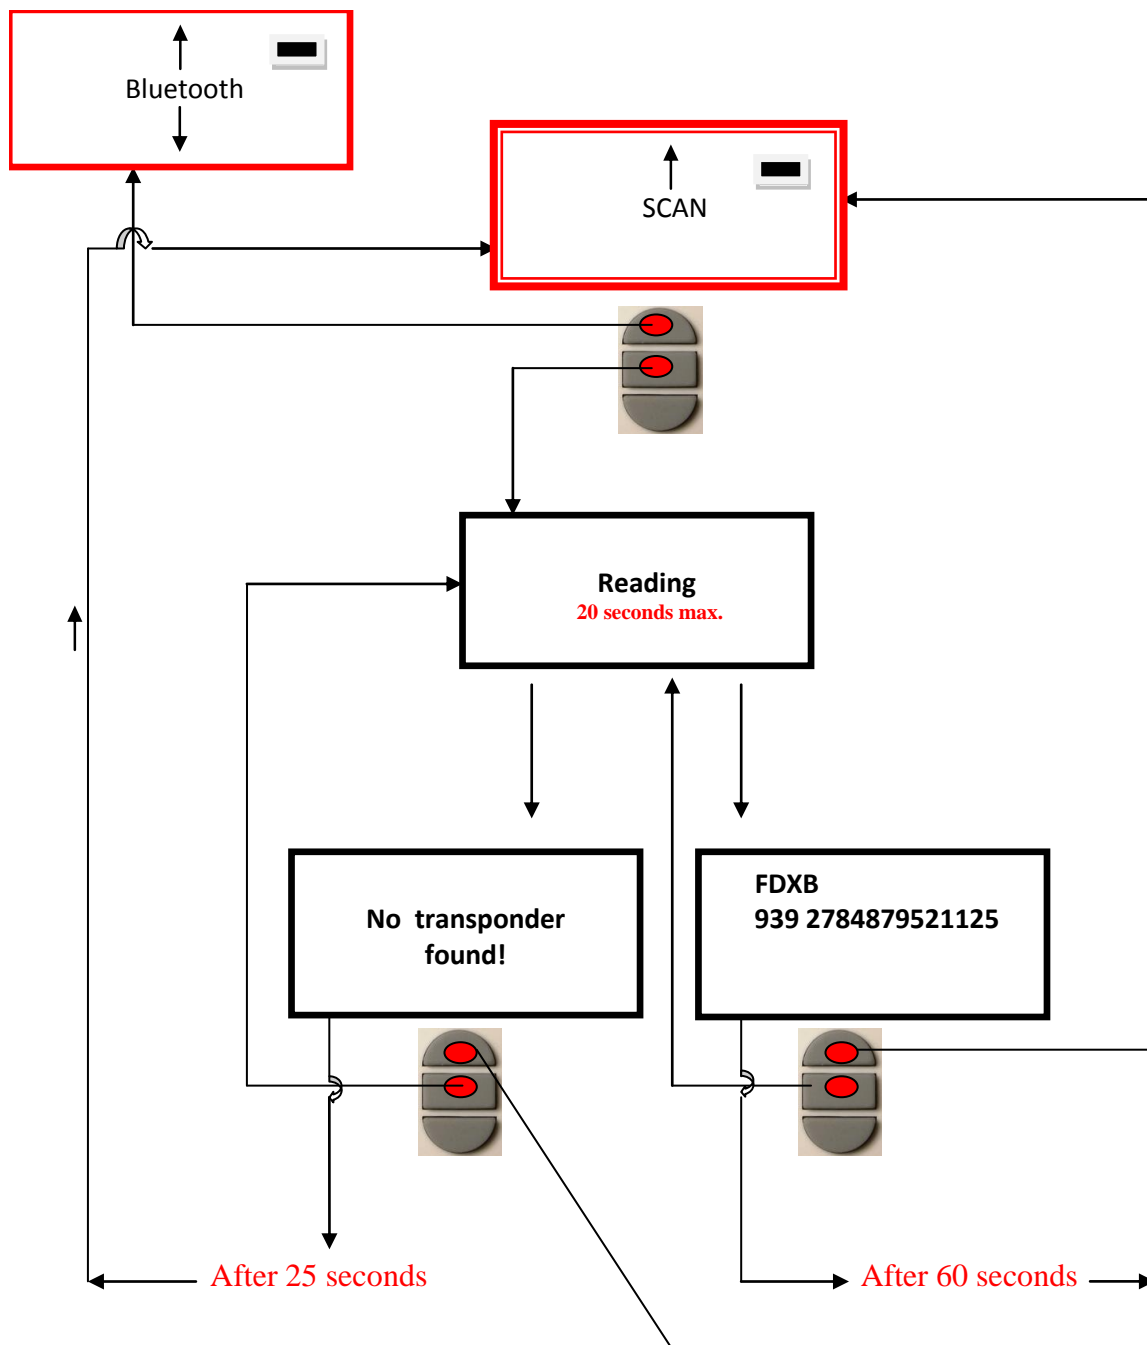 Bluetooth
SCAN
Reading
20 seconds max.
No transponder
found!
FDXB
939 2784879521125
After 25 seconds
After 60 seconds